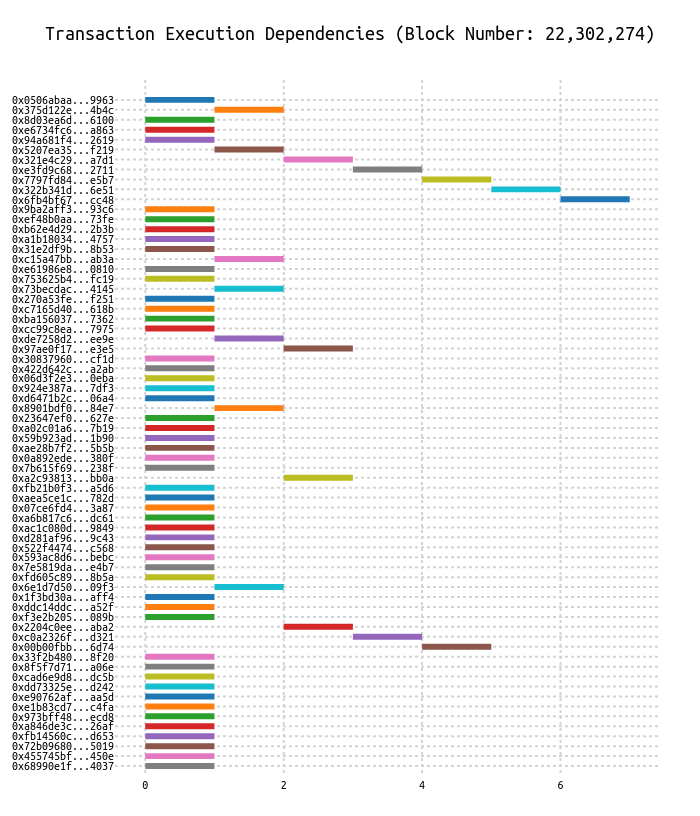 Transaction Execution Dependencies (Block Number: 22,302,274)
0x0506abaa...9963
0x375d122e...4b4c
0x8d03ea6d...6100
0xe6734fc6...a863
0x94a681f4...2619
0x5207ea35...f219
0x321e4c29...a7d1
0xe3fd9c68...2711
0x7797fd84...e5b7
0x322b341d...6e51
0x6fb4bf67...cc48
0x9ba2aff3...93c6
0xef48b0aa...73fe
0xb62e4d29...2b3b
0xa1b18034...4757
0x31e2df9b...8b53
0xc15a47bb...ab3a
0xe61986e8...0810
0x753625b4...fc19
0x73becdac...4145
0x270a53fe...f251
0xc7165d40...618b
0xba156037...7362
0xcc99c8ea...7975
0xde7258d2...ee9e
0x97ae0f17...e3e5
0x30837960...cf1d
0x422d642c...a2ab
0x06d3f2e3...0eba
0x924e387a...7df3
0xd6471b2c...06a4
0x8901bdf0...84e7
0x23647ef0...627e
0xa02c01a6...7b19
0x59b923ad...1b90
0xae28b7f2...5b5b
0x0a892ede...380f
0x7b615f69...238f
0xa2c93813...bb0a
0xfb21b0f3...a5d6
0xaea5ce1c...782d
0x07ce6fd4...3a87
0xa6b817c6...dc61
0xac1c080d...9849
0xd281af96...9c43
0x522f4474...c568
0x593ac8d6...bebc
0x7e5819da...e4b7
0xfd605c89...8b5a
0x6e1d7d50...09f3
0x1f3bd30a...aff4
0xddc14ddc...a52f
0xf3e2b205...089b
0x2204c0ee...aba2
0xc0a2326f...d321
0x00b00fbb...6d74
0x33f2b480...8f20
0x8f5f7d71...a06e
0xcad6e9d8...dc5b
0xdd73325e...d242
0xe90762af...aa5d
0xe1b83cd7...c4fa
0x973bff48...ecd8
0xa846de3c...26af
0xfb14560c...d653
0x72b09680...5019
0x455745bf...450e
0x68990e1f...4037
0 2 4 6